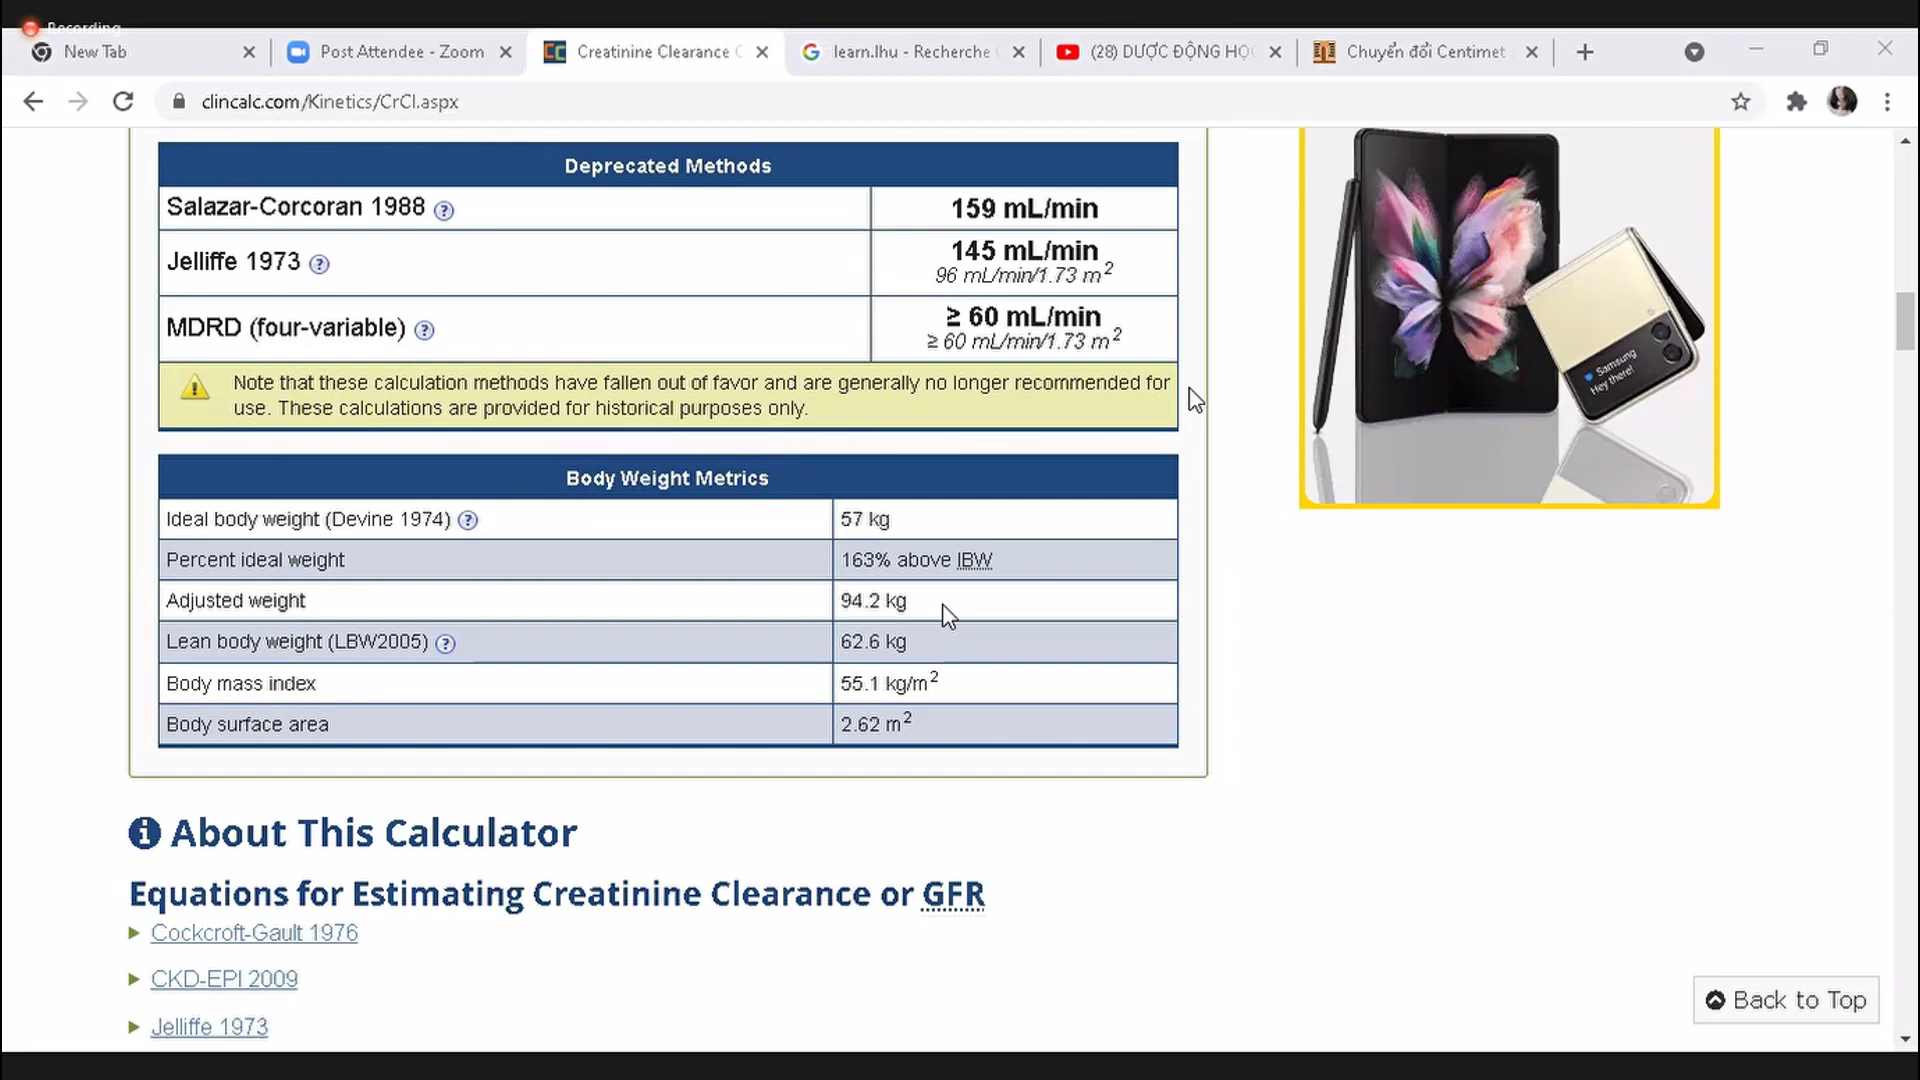 Recording
New Tab
Post Attendee - Zoom
Creatinine Clearance C
learn.lhu - Recherche
(28) DƯỢC ĐỘNG HỌC
Chuyển đổi Centimet
clincalc.com/Kinetics/CrCl.aspx
Deprecated Methods
Salazar-Corcoran 1988 ?
159 mL/min
Jelliffe 1973 ?
145 mL/min
96 mL/min/1.73 m²
MDRD (four-variable) ?
≥ 60 mL/min
≥ 60 mL/min/1.73 m²
Note that these calculation methods have fallen out of favor and are generally no longer recommended for
use. These calculations are provided for historical purposes only.
Body Weight Metrics
Ideal body weight (Devine 1974) ?
57 kg
Percent ideal weight
163% above IBW
Adjusted weight
94.2 kg
Lean body weight (LBW2005) ?
62.6 kg
Body mass index
55.1 kg/m²
Body surface area
2.62 m²
Samsung
Hey there!
About This Calculator
Equations for Estimating Creatinine Clearance or GFR
Cockcroft-Gault 1976
CKD-EPI 2009
Jelliffe 1973
Back to Top